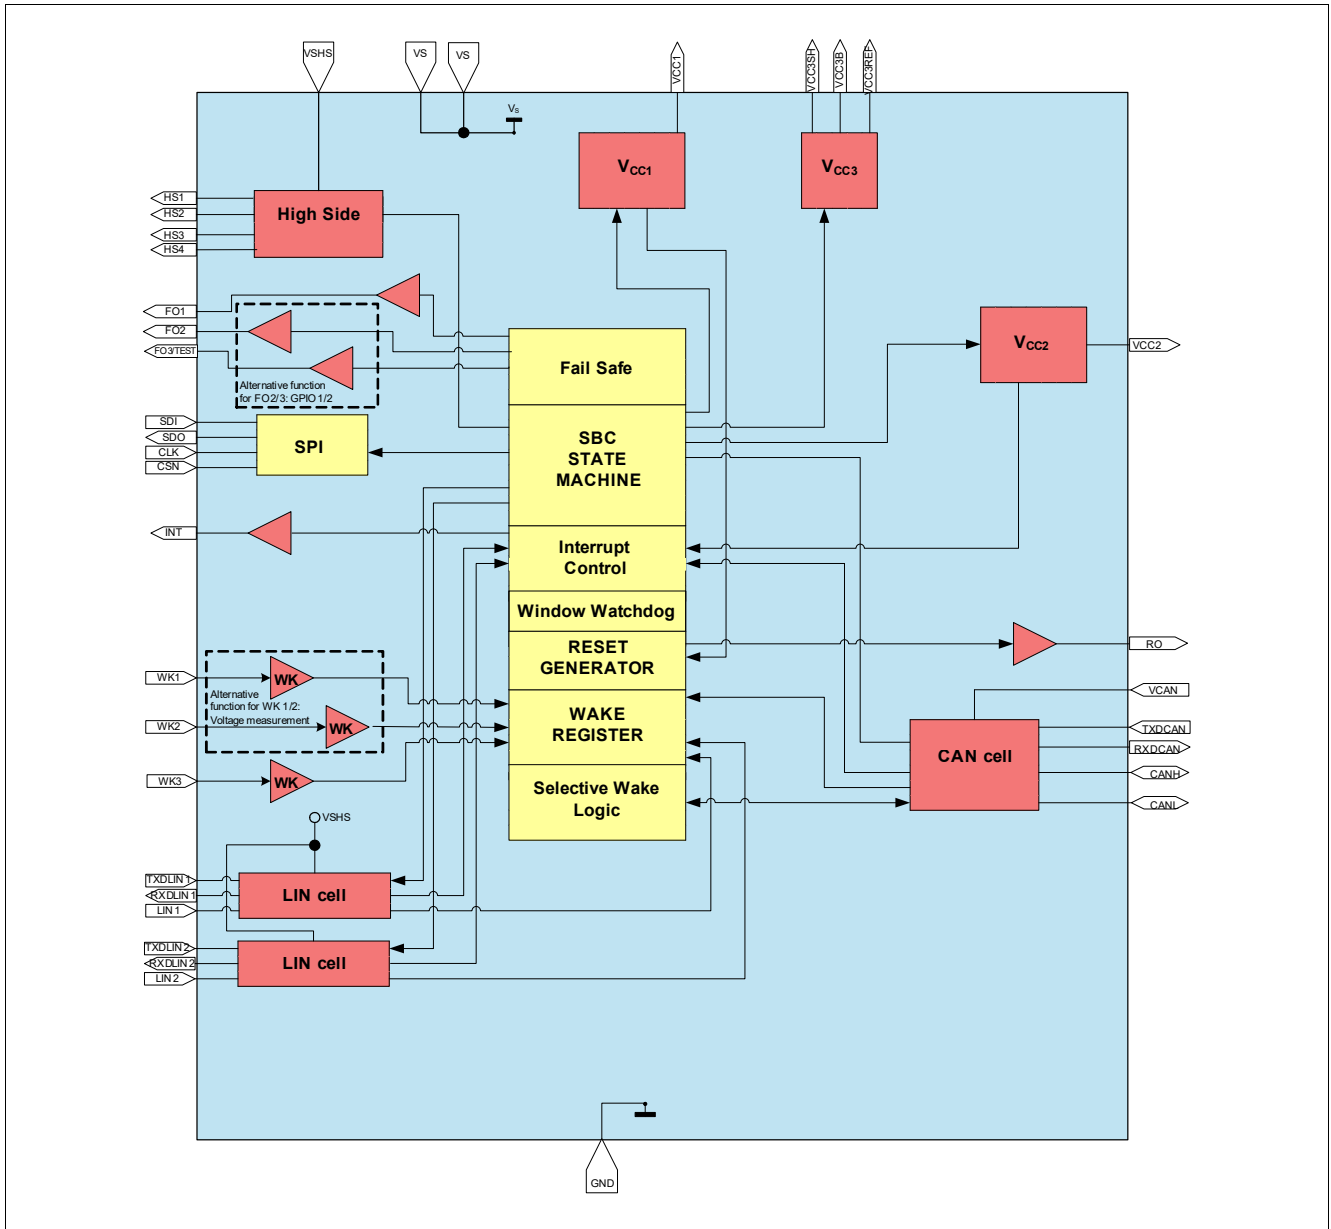 VSHS
VS
VS
VCC1
VCC3SH
VCC3B
VCC3REF
Vs
VCC1
VCC3
HS1
HS2
HS3
HS4
High Side
FO1
FO2
FO3/TEST
Alternative function
for FO2/3: GPIO1/2
Fail Safe
VCC2
VCC2
SDI
SDO
CLK
CSN
SPI
SBC
STATE
MACHINE
INT
Interrupt
Control
Window Watchdog
RESET
GENERATOR
RO
WK1
WK
Alternative
function for WK 1/2:
Voltage measurement
WK2
WK
WK3
WK
WAKE
REGISTER
Selective Wake
Logic
VCAN
TXDCAN
RXDCAN
CANH
CANL
CAN cell
VSHS
TXDLIN1
RXDLIN1
LIN1
LIN cell
TXDLIN2
RXDLIN2
LIN2
LIN cell
GND